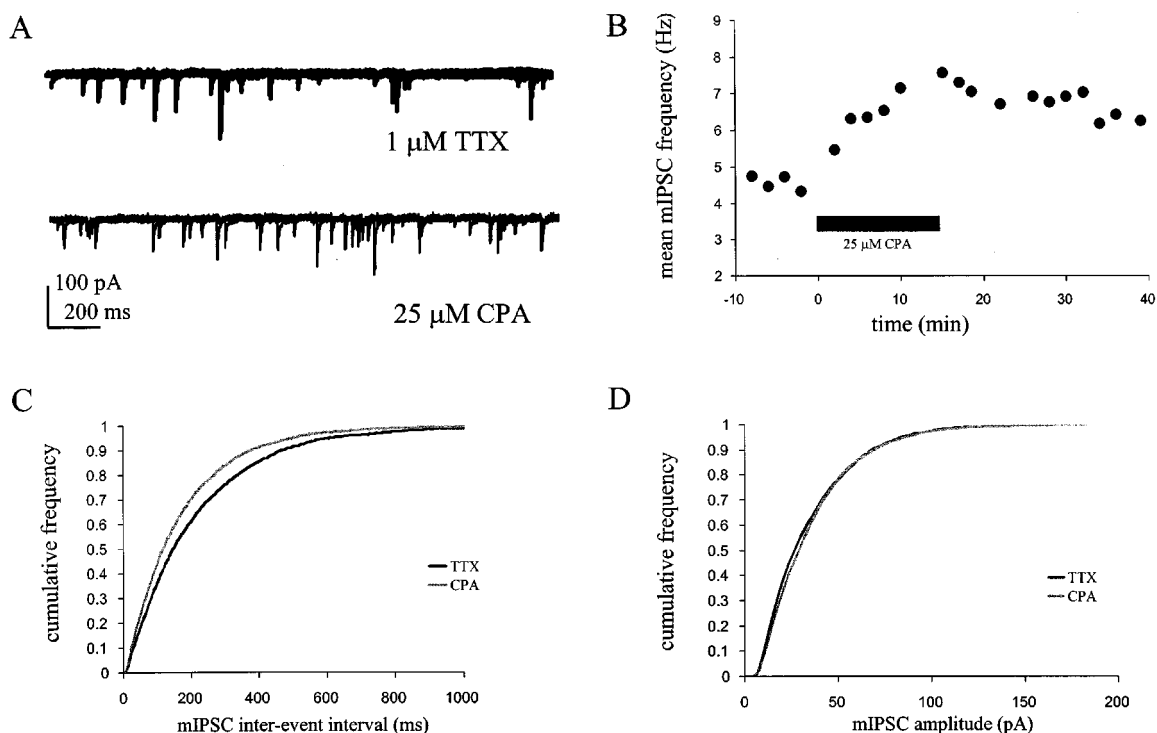 A
1 µM TTX
100 pA
200 ms
25 µM CPA
B
mean mIPSC frequency (Hz)
9
8
7
6
5
4
3
2
25 µM CPA
-10 0 10 20 30 40
time (min)
C
cumulative frequency
1
0.9
0.8
0.7
0.6
0.5
0.4
0.3
0.2
0.1
0
TTX
CPA
0 200 400 600 800 1000
mIPSC inter-event interval (ms)
D
cumulative frequency
1
0.9
0.8
0.7
0.6
0.5
0.4
0.3
0.2
0.1
0
TTX
CPA
0 50 100 150 200
mIPSC amplitude (pA)